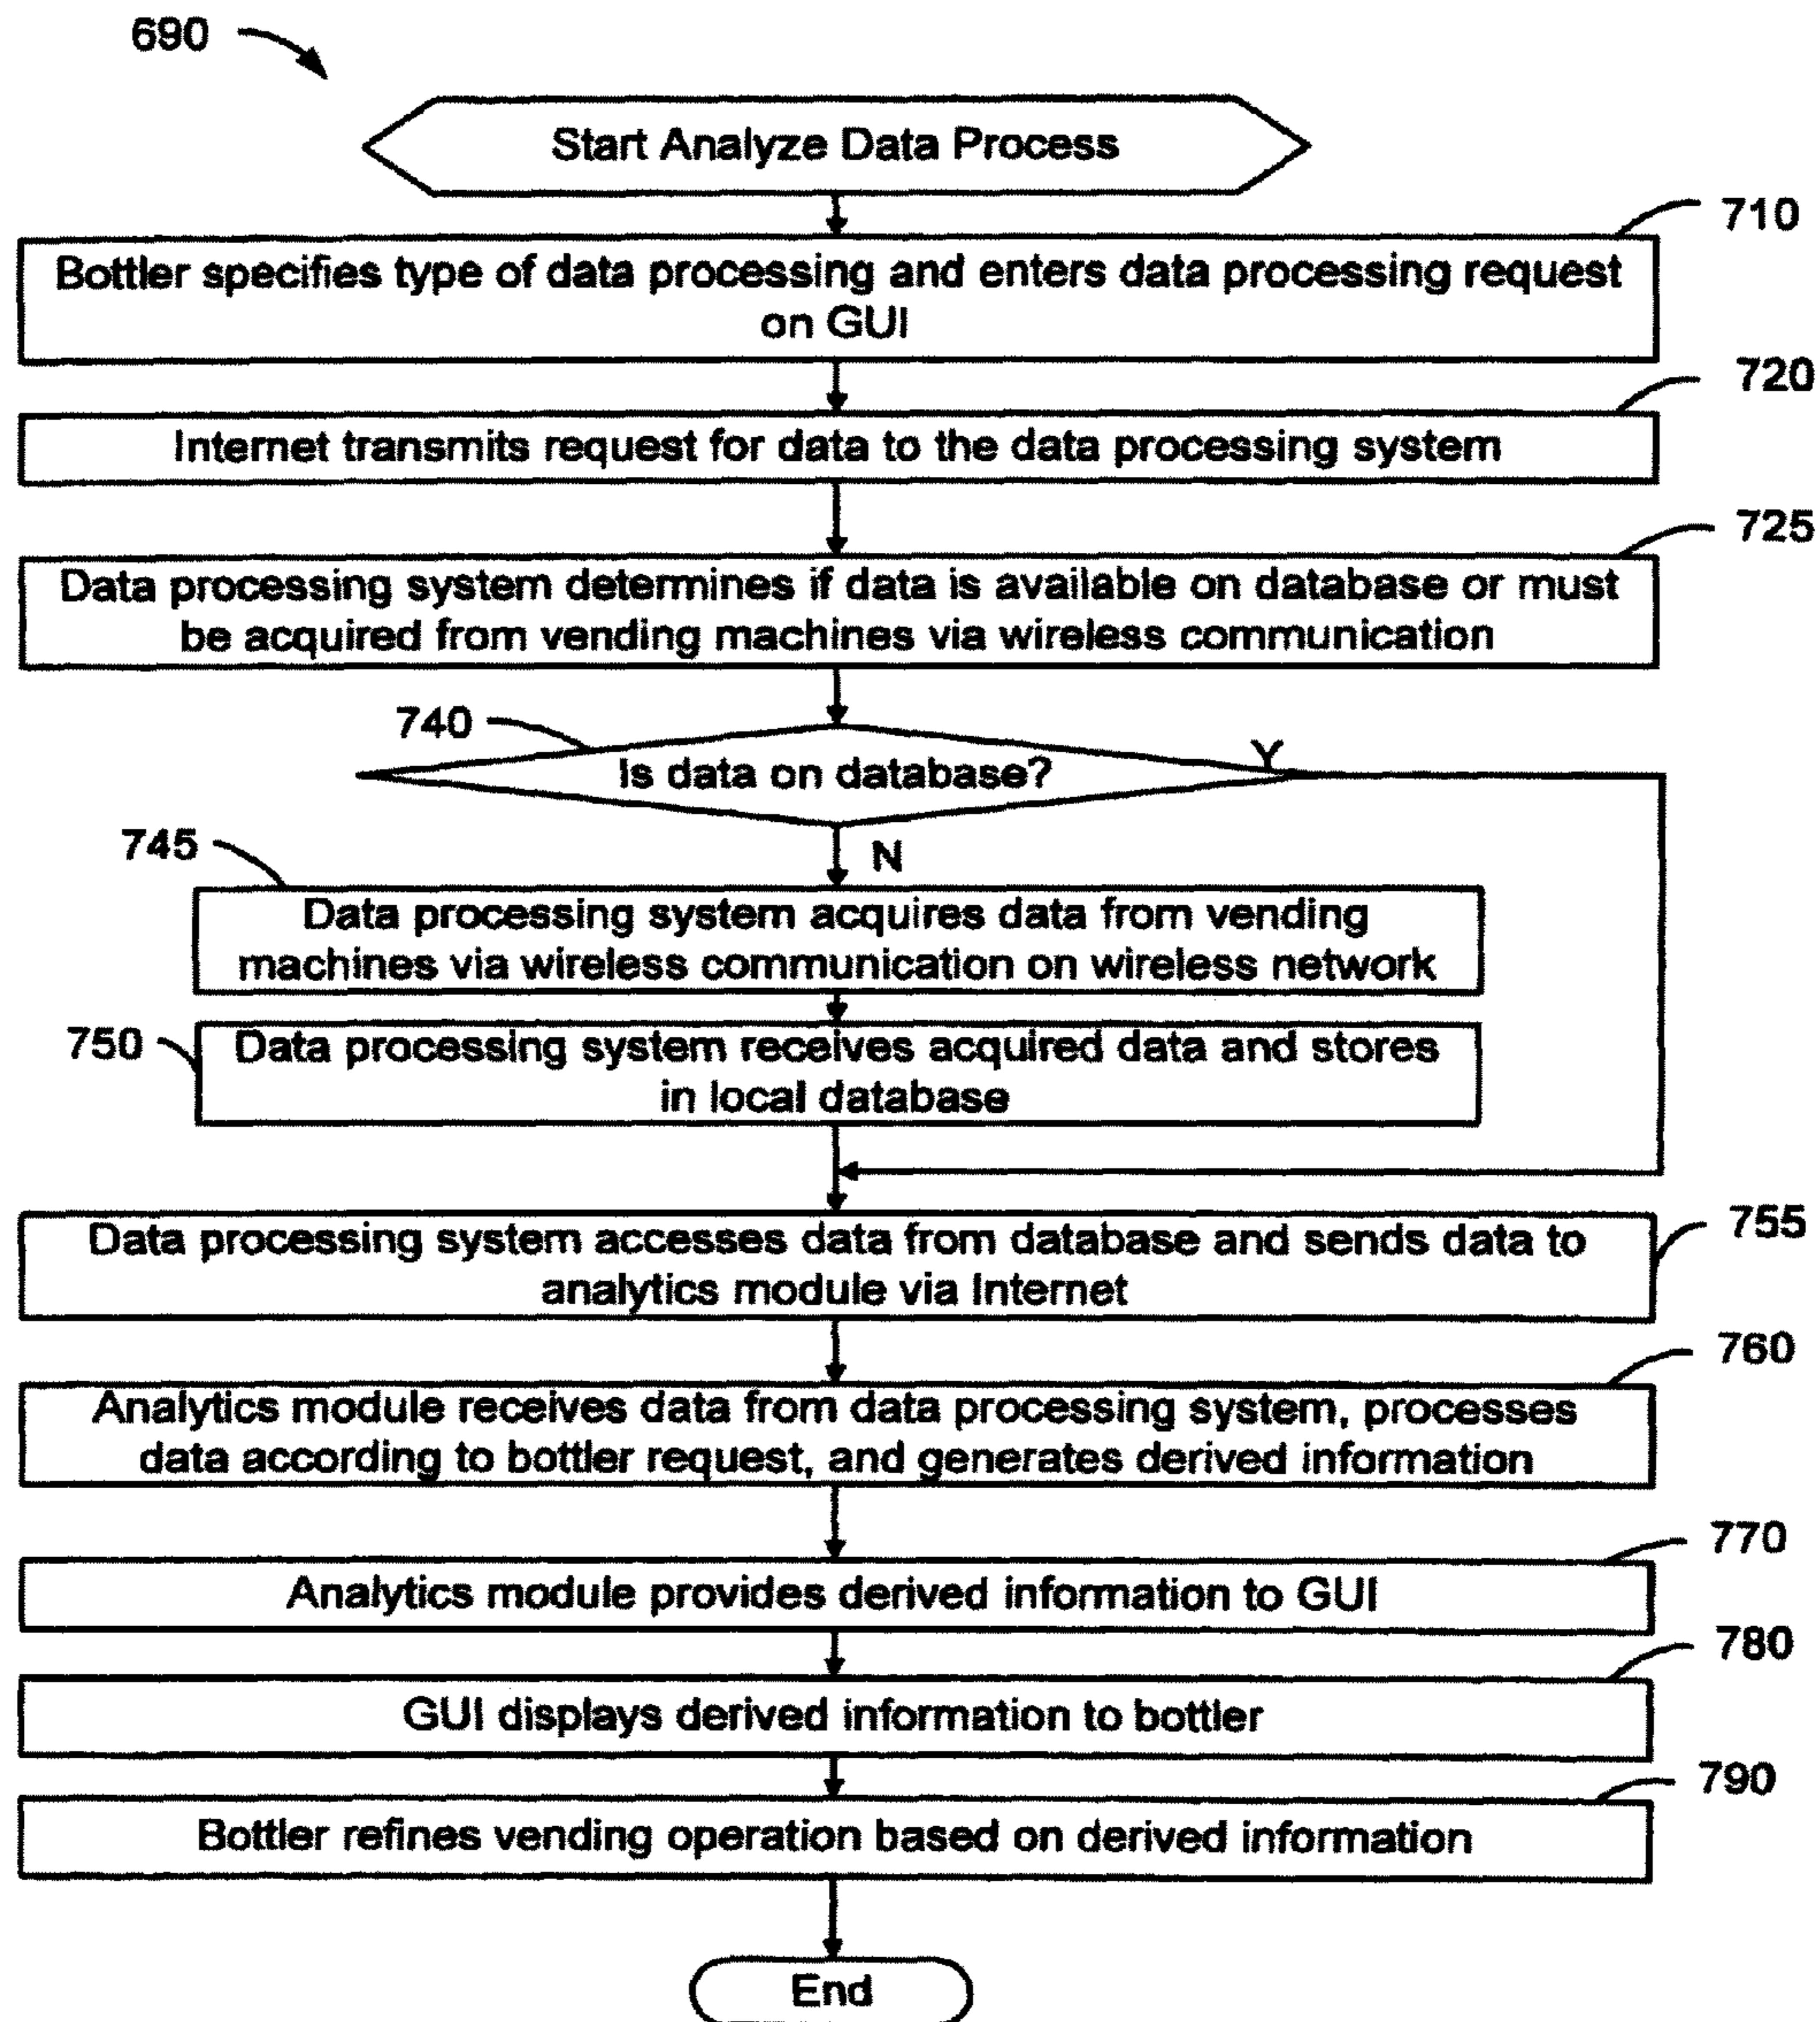 690
Start Analyze Data Process
710
Bottler specifies type of data processing and enters data processing request
on GUI
720
Internet transmits request for data to the data processing system
725
Data processing system determines if data is available on database or must
be acquired from vending machines via wireless communication
740
Is data on database?
Y
745
N
Data processing system acquires data from vending
machines via wireless communication on wireless network
750
Data processing system receives acquired data and stores
in local database
755
Data processing system accesses data from database and sends data to
analytics module via Internet
760
Analytics module receives data from data processing system, processes
data according to bottler request, and generates derived information
770
Analytics module provides derived information to GUI
780
GUI displays derived information to bottler
790
Bottler refines vending operation based on derived information
End